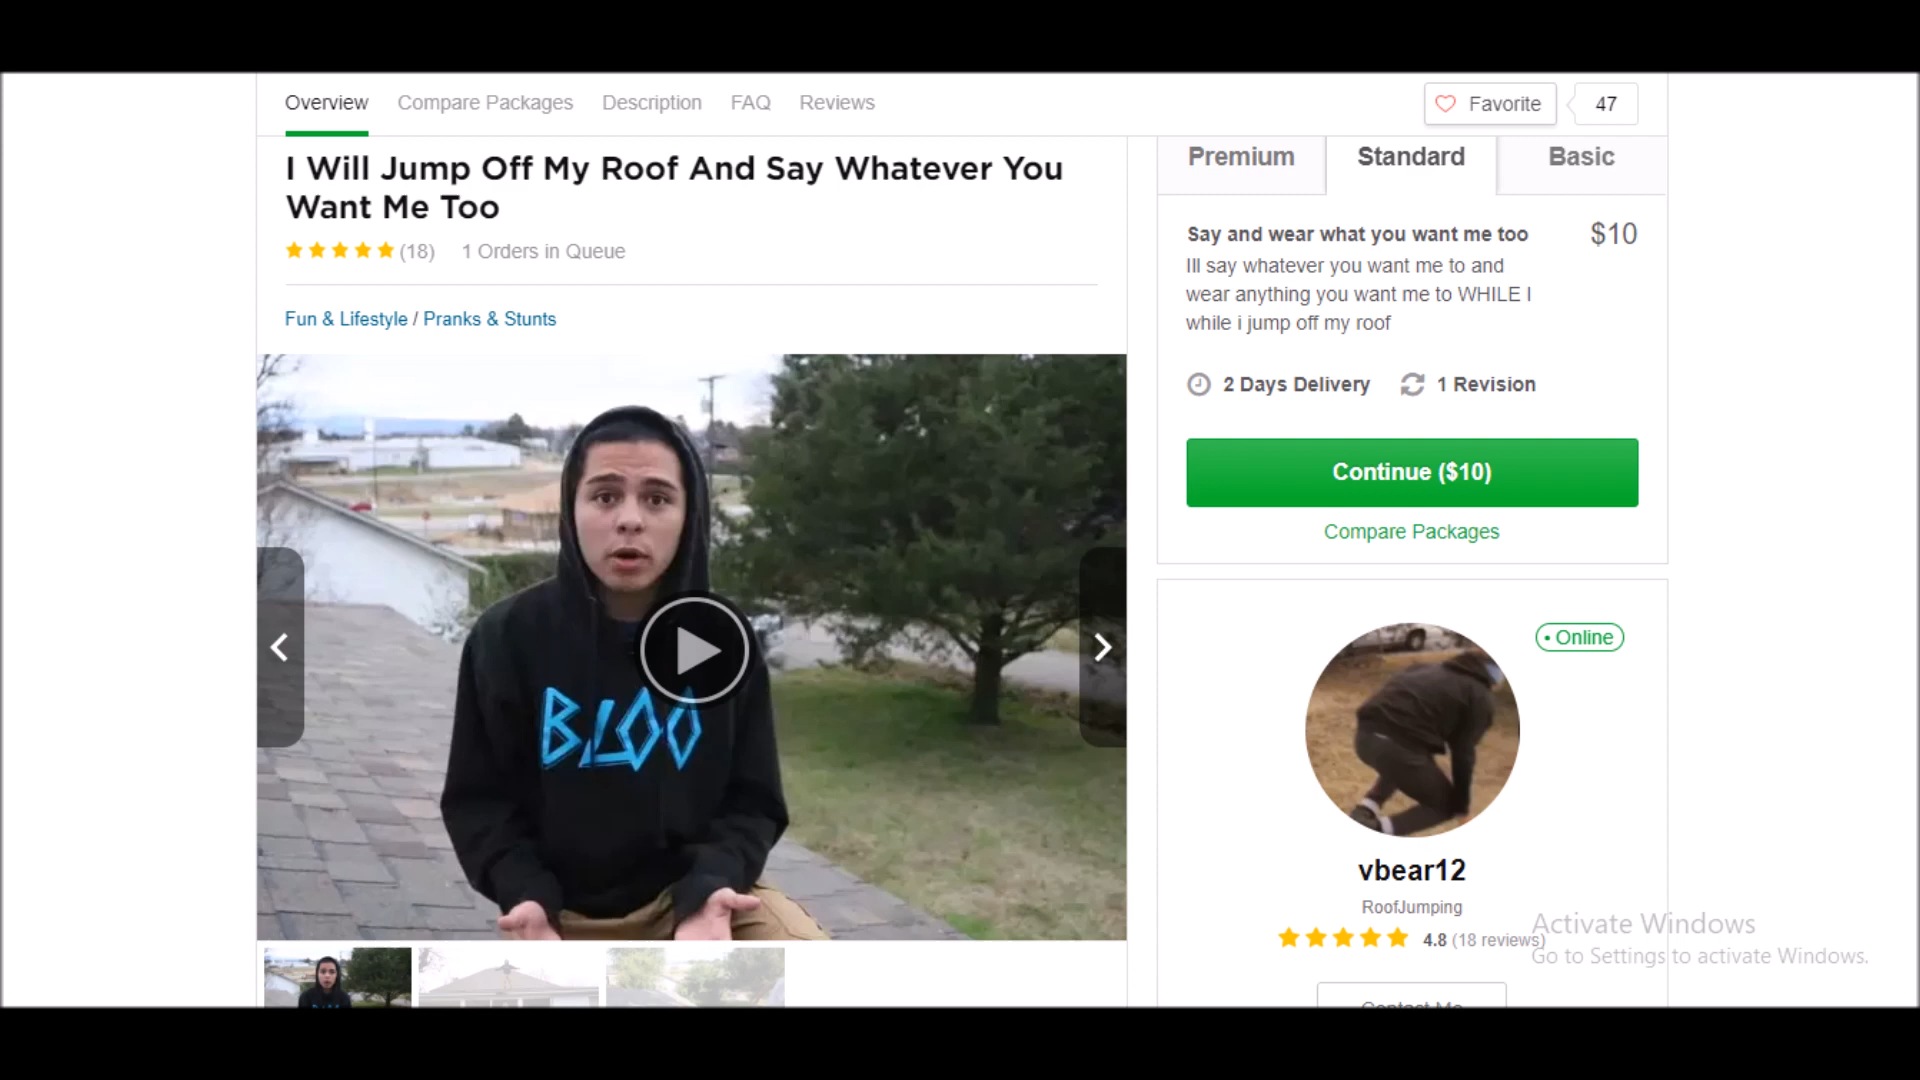 Overview Compare Packages Description FAQ Reviews
Favorite 47
I Will Jump Off My Roof And Say Whatever You
Want Me Too
(18) 1 Orders in Queue
Fun & Lifestyle / Pranks & Stunts
BLOO
Premium Standard Basic
Say and wear what you want me too $10
Ill say whatever you want me to and
wear anything you want me to WHILE I
while i jump off my roof
2 Days Delivery 1 Revision
Continue ($10)
Compare Packages
• Online
vbear12
RoofJumping
4.8 (18 reviews)
Contact Me
Activate Windows
Go to Settings to activate Windows.